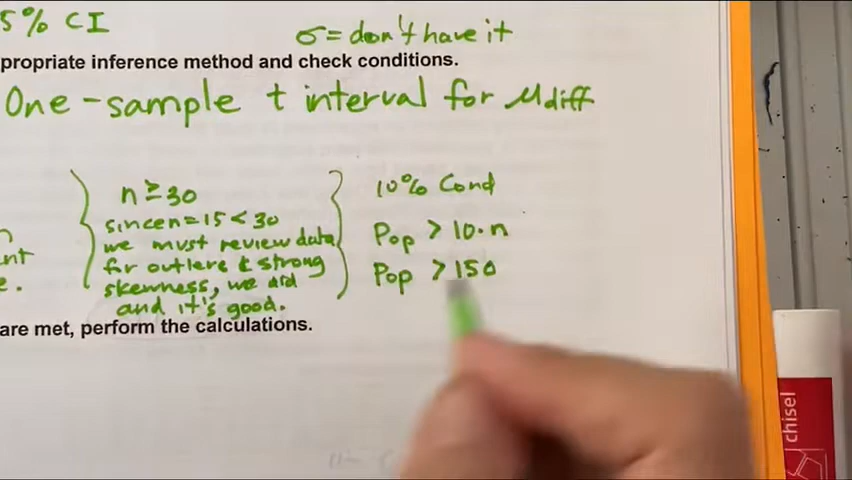 5% CI
σ = don't have it
propriate inference method and check conditions.
One-sample t interval for μdiff
n ≥ 30
since n=15 < 30
we must review data
for outlers & strong
skewness, we did
and it's good.
10% Cond
Pop > 10·n
Pop > 150
n
ent
e.
are met, perform the calculations.
chisel